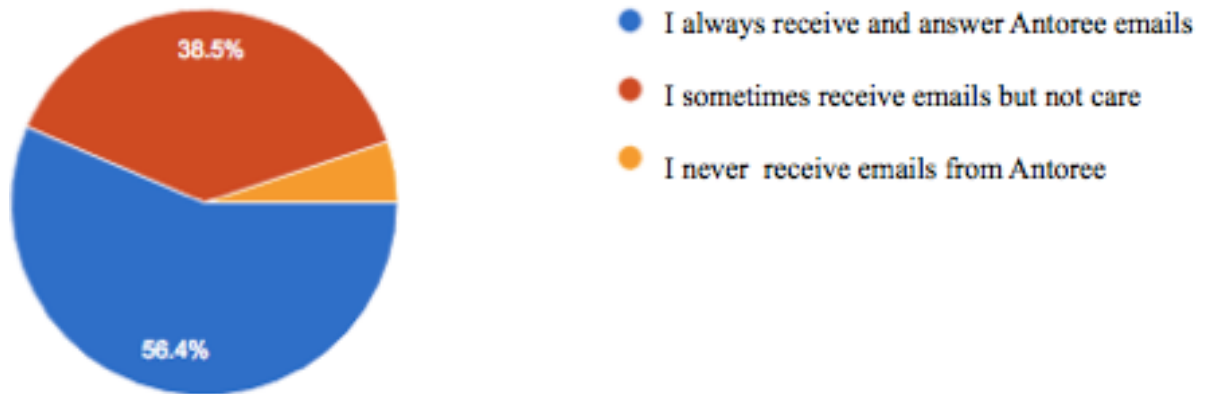 38.5%
56.4%
I always receive and answer Antoree emails
I sometimes receive emails but not care
I never  receive emails from Antoree